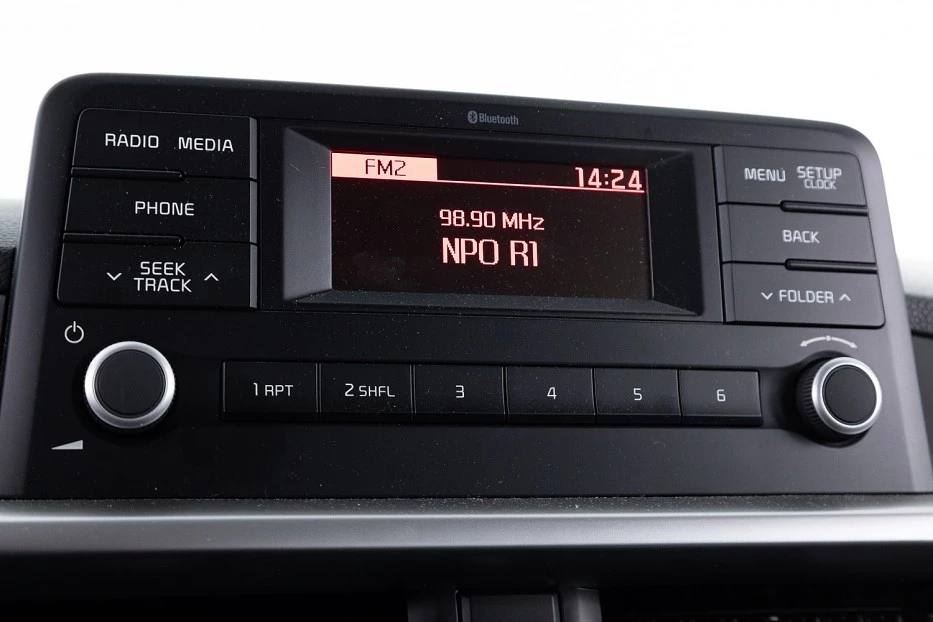 Bluetooth
RADIO MEDIA
PHONE
SEEK
TRACK
FM2 14:24
98.90 MHz
NPO R1
MENU SETUP
CLOCK
BACK
FOLDER
1 RPT 2 SHFL 3 4 5 6